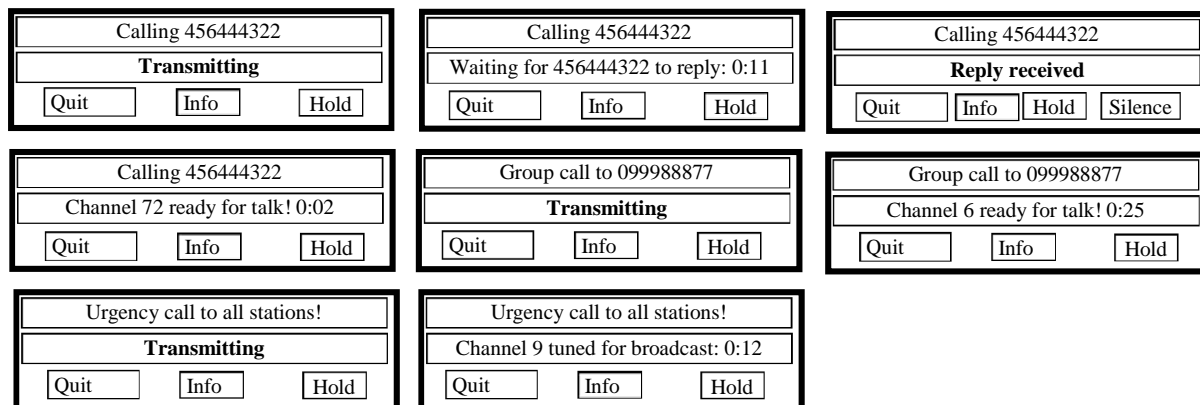 Calling 456444322
Transmitting
Quit Info Hold
Calling 456444322
Waiting for 456444322 to reply: 0:11
Quit Info Hold
Calling 456444322
Reply received
Quit Info Hold Silence
Calling 456444322
Channel 72 ready for talk! 0:02
Quit Info Hold
Group call to 099988877
Transmitting
Quit Info Hold
Group call to 099988877
Channel 6 ready for talk! 0:25
Quit Info Hold
Urgency call to all stations!
Transmitting
Quit Info Hold
Urgency call to all stations!
Channel 9 tuned for broadcast: 0:12
Quit Info Hold